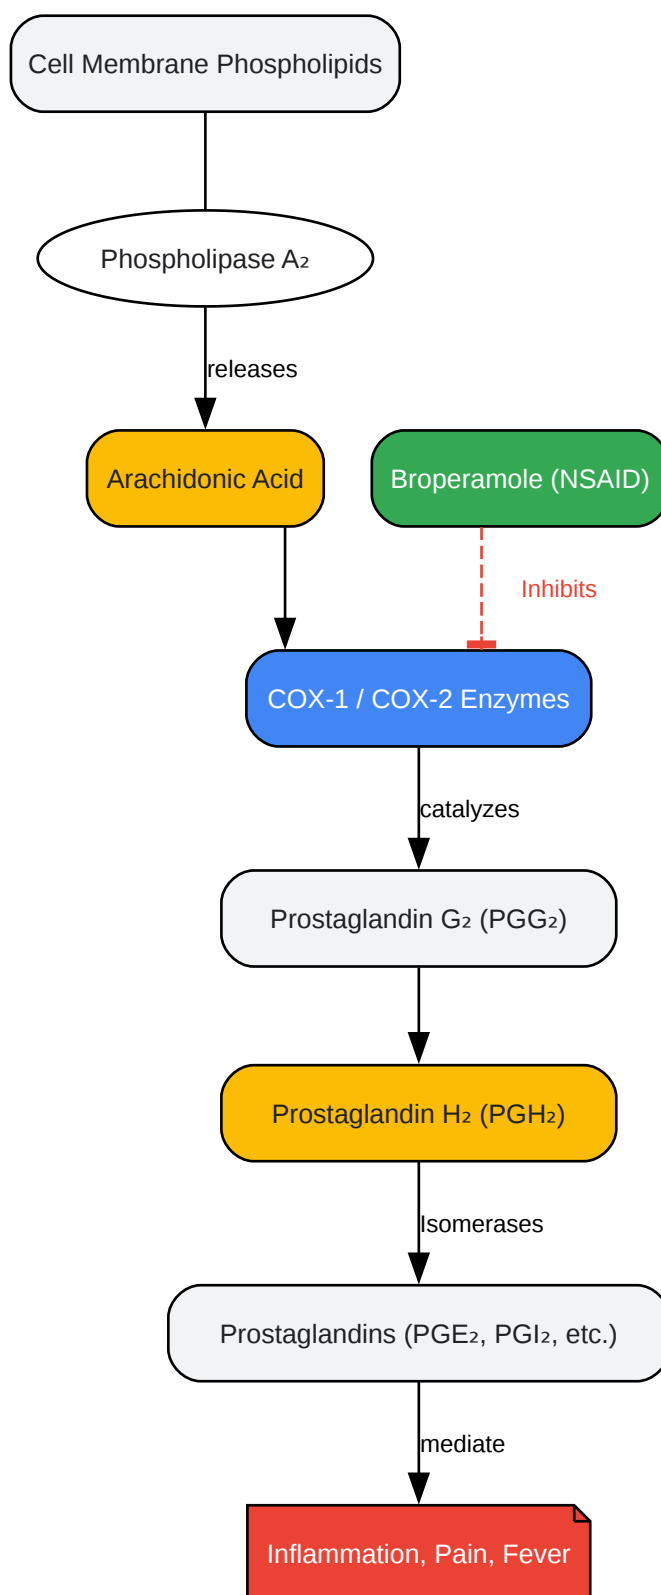 Cell Membrane Phospholipids
Phospholipase A₂
releases
Arachidonic Acid
Broperamole (NSAID)
Inhibits
COX-1 / COX-2 Enzymes
catalyzes
Prostaglandin G₂ (PGG₂)
Prostaglandin H₂ (PGH₂)
Isomerases
Prostaglandins (PGE₂, PGI₂, etc.)
mediate
Inflammation, Pain, Fever